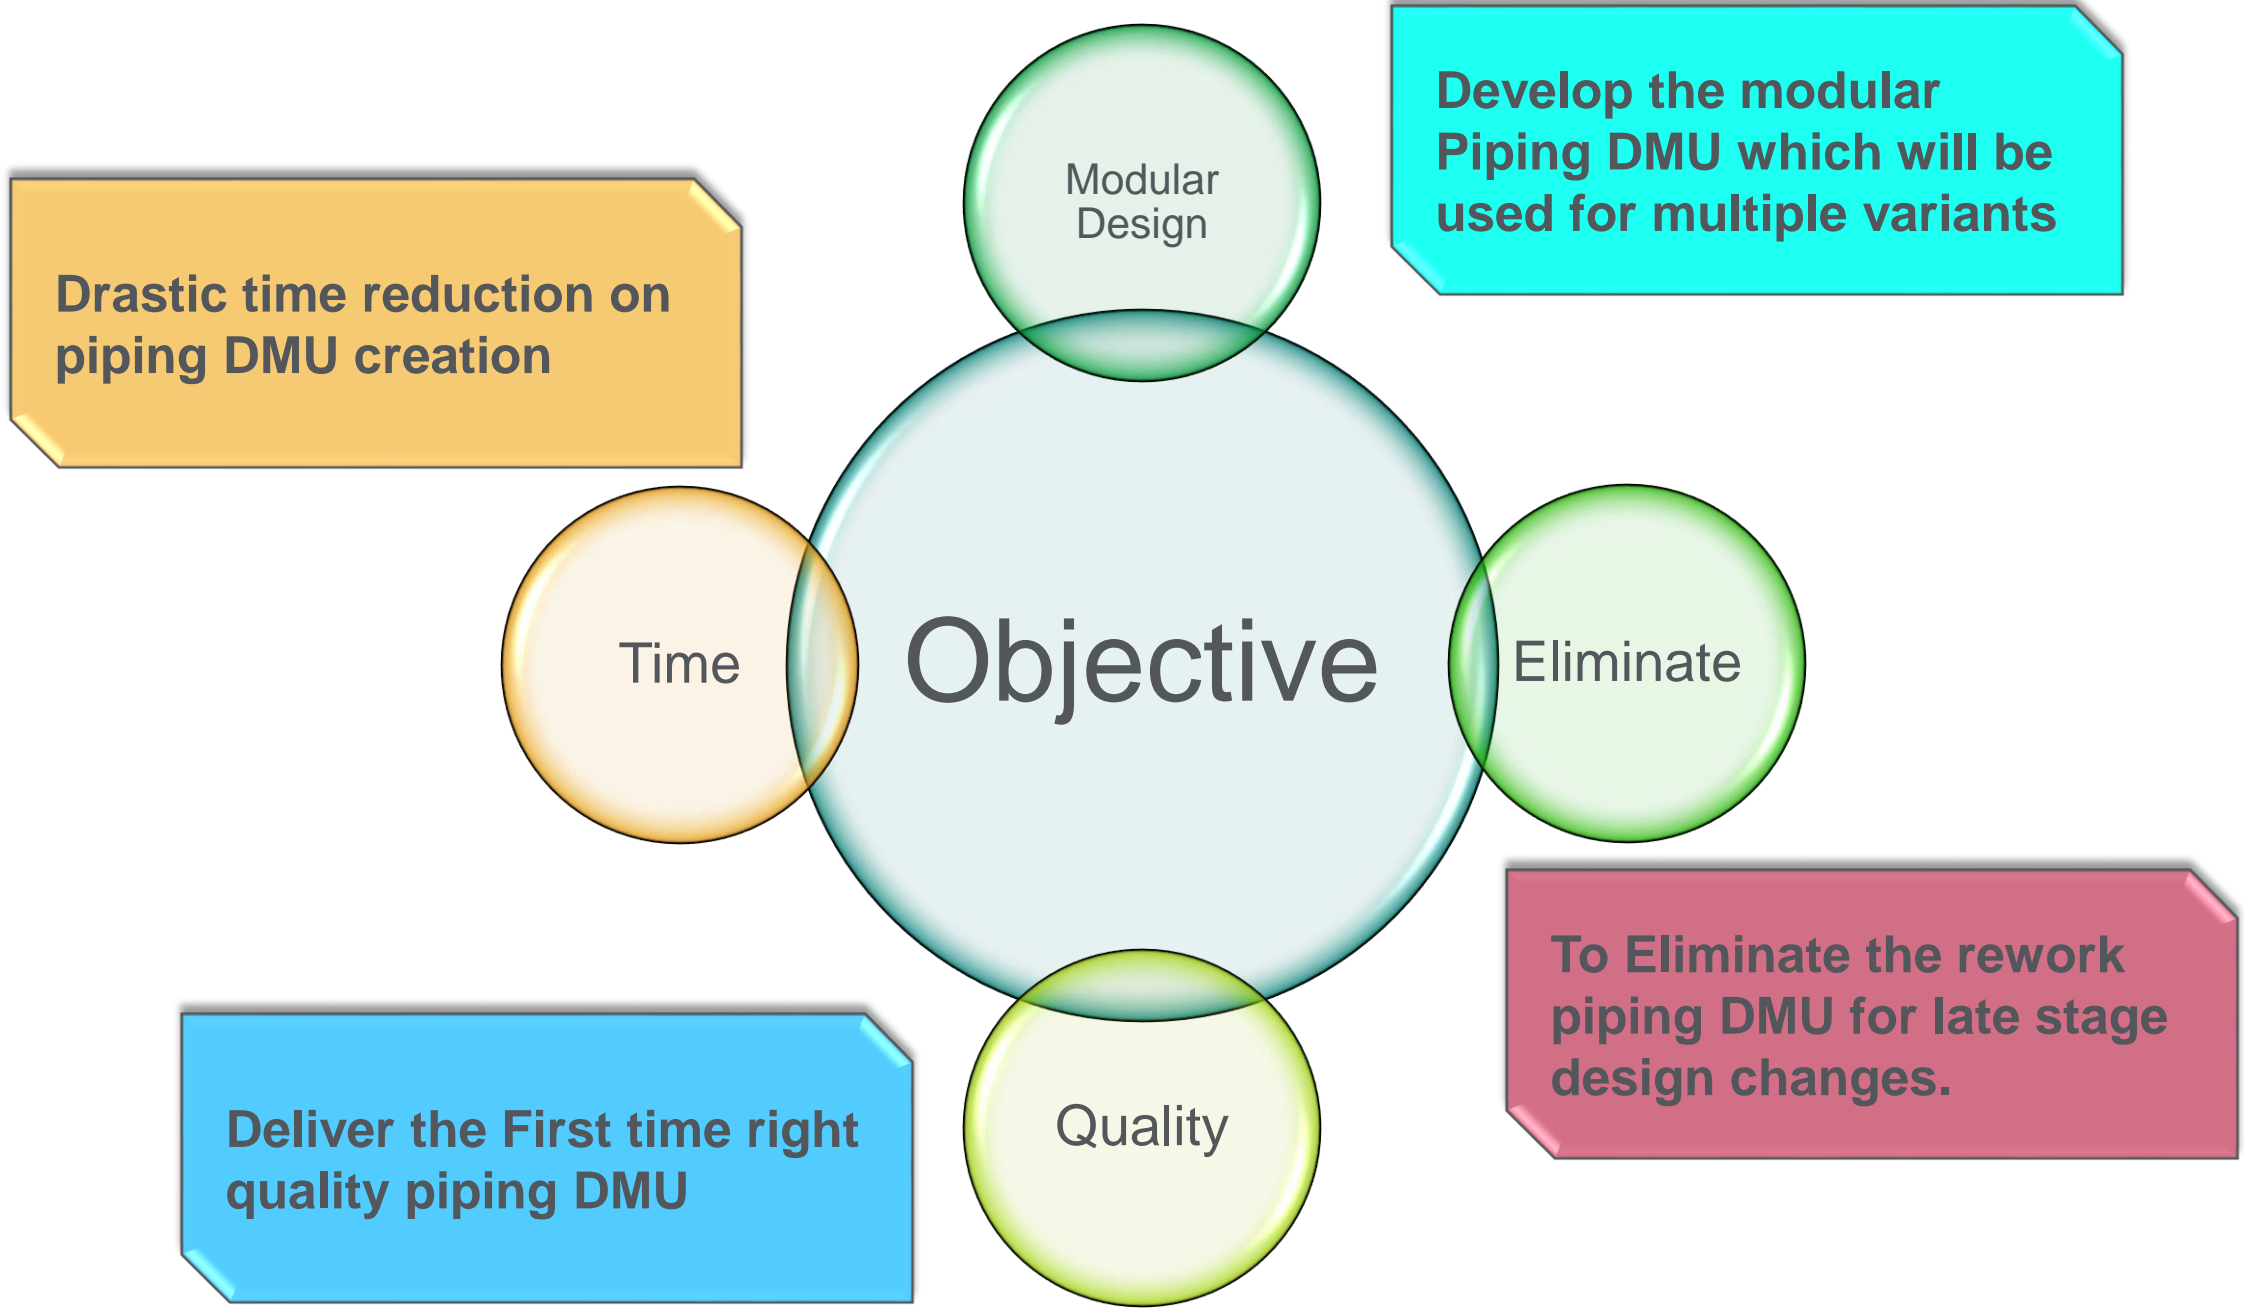 Modular
Design
Develop the modular
Piping DMU which will be
used for multiple variants
Drastic time reduction on
piping DMU creation
Time
Objective
Eliminate
To Eliminate the rework
piping DMU for late stage
design changes.
Quality
Deliver the First time right
quality piping DMU